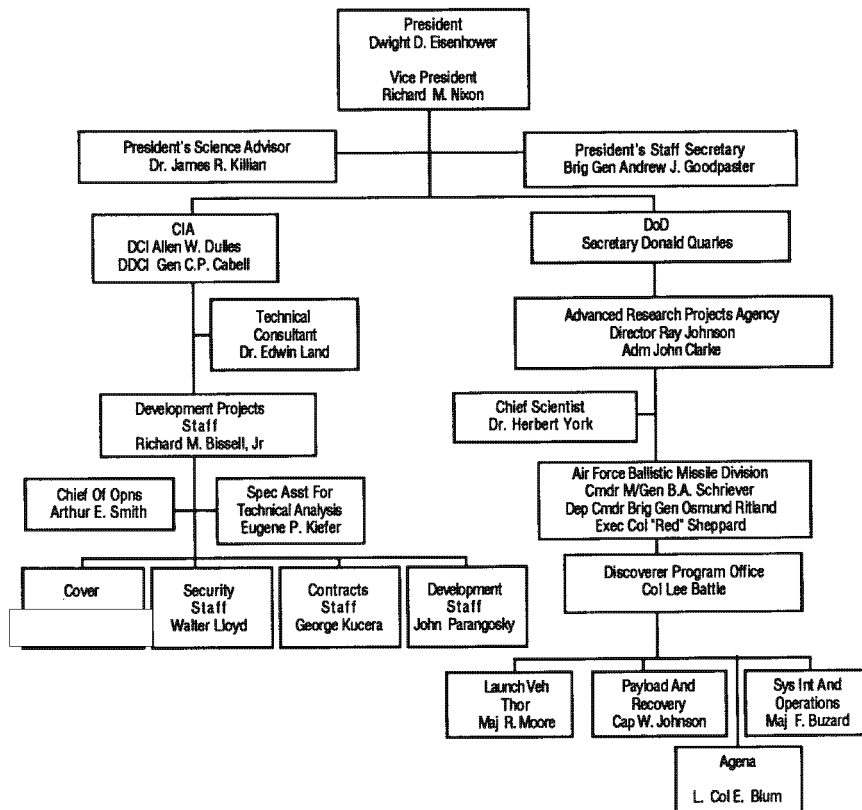 President
Dwight D. Eisenhower
Vice President
Richard M. Nixon
President's Science Advisor
Dr. James R. Killian
President's Staff Secretary
Brig Gen Andrew J. Goodpaster
CIA
DCI Allen W. Dulles
DDCI Gen C.P. Cabell
DoD
Secretary Donald Quarles
Technical
Consultant
Dr. Edwin Land
Advanced Research Projects Agency
Director Ray Johnson
Adm John Clarke
Development Projects
Staff
Richard M. Bissell, Jr
Chief Scientist
Dr. Herbert York
Chief Of Opns
Arthur E. Smith
Spec Asst For
Technical Analysis
Eugene P. Kiefer
Air Force Ballistic Missile Division
Cmdr M/Gen B.A. Schriever
Dep Cmdr Brig Gen Osmund Ritland
Exec Col "Red" Sheppard
Cover
Security
Staff
Walter Lloyd
Contracts
Staff
George Kucera
Development
Staff
John Parangosky
Discoverer Program Office
Col Lee Battle
Launch Veh
Thor
Maj R. Moore
Payload And
Recovery
Cap W. Johnson
Sys Int And
Operations
Maj F. Buzard
Agena
L. Col E. Blum